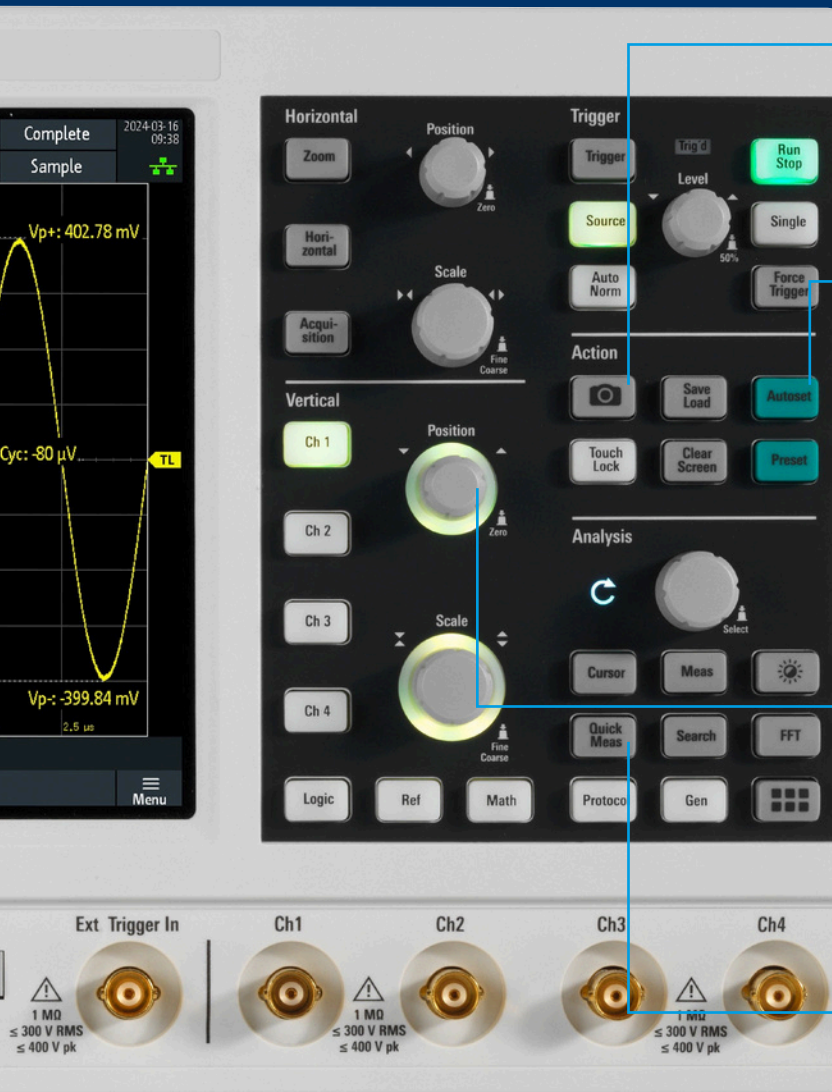 Complete
2024-03-16
09:38
Sample
Vp+: 402.78 mV
Cyc: -80 µV
TL
Vp-: -399.84 mV
2.5 µs
Menu
Horizontal
Zoom
Position
Zero
Hori-
zontal
Scale
Acqui-
sition
Fine
Coarse
Vertical
Ch 1
Position
Zero
Ch 2
Ch 3
Scale
Ch 4
Fine
Coarse
Logic
Ref
Math
Trigger
Trigger
Trig'd
Run
Stop
Level
Source
Single
50%
Auto
Norm
Force
Trigger
Action
Save
Load
Autoset
Touch
Lock
Clear
Screen
Preset
Analysis
Select
Cursor
Meas
Quick
Meas
Search
FFT
Protocol
Gen
Ext Trigger In
Ch1
Ch2
Ch3
Ch4
1 MΩ
≤ 300 V RMS
≤ 400 V pk
1 MΩ
≤ 300 V RMS
≤ 400 V pk
1 MΩ
≤ 300 V RMS
≤ 400 V pk